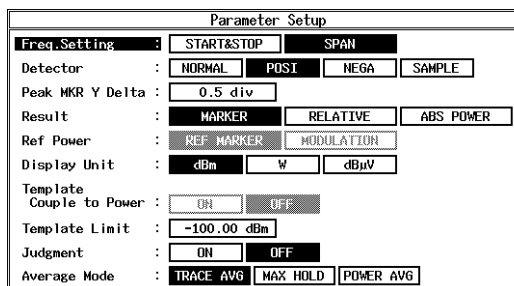 Parameter Setup
Freq.Setting : START&STOP SPAN
Detector : NORMAL POSI NEGA SAMPLE
Peak MKR Y Delta : 0.5 div
Result : MARKER RELATIVE ABS POWER
Ref Power : REF MARKER MODULATION
Display Unit : dBm W dBµV
Template
Couple to Power : ON OFF
Template Limit : -100.00 dBm
Judgment : ON OFF
Average Mode : TRACE AVG MAX HOLD POWER AVG